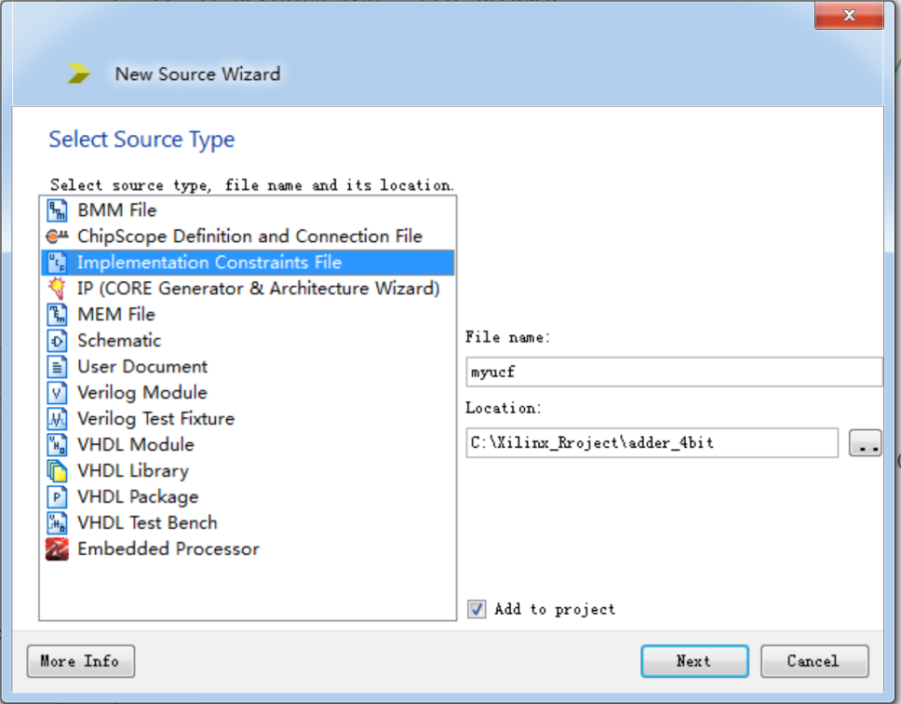 New Source Wizard
Select Source Type
Select source type, file name and its location.
BMM File
ChipScope Definition and Connection File
Implementation Constraints File
IP (CORE Generator & Architecture Wizard)
MEM File
Schematic
User Document
Verilog Module
Verilog Test Fixture
VHDL Module
VHDL Library
VHDL Package
VHDL Test Bench
Embedded Processor
File name:
myucf
Location:
C:\Xilinx_Rroject\adder_4bit
..
Add to project
More Info
Next
Cancel